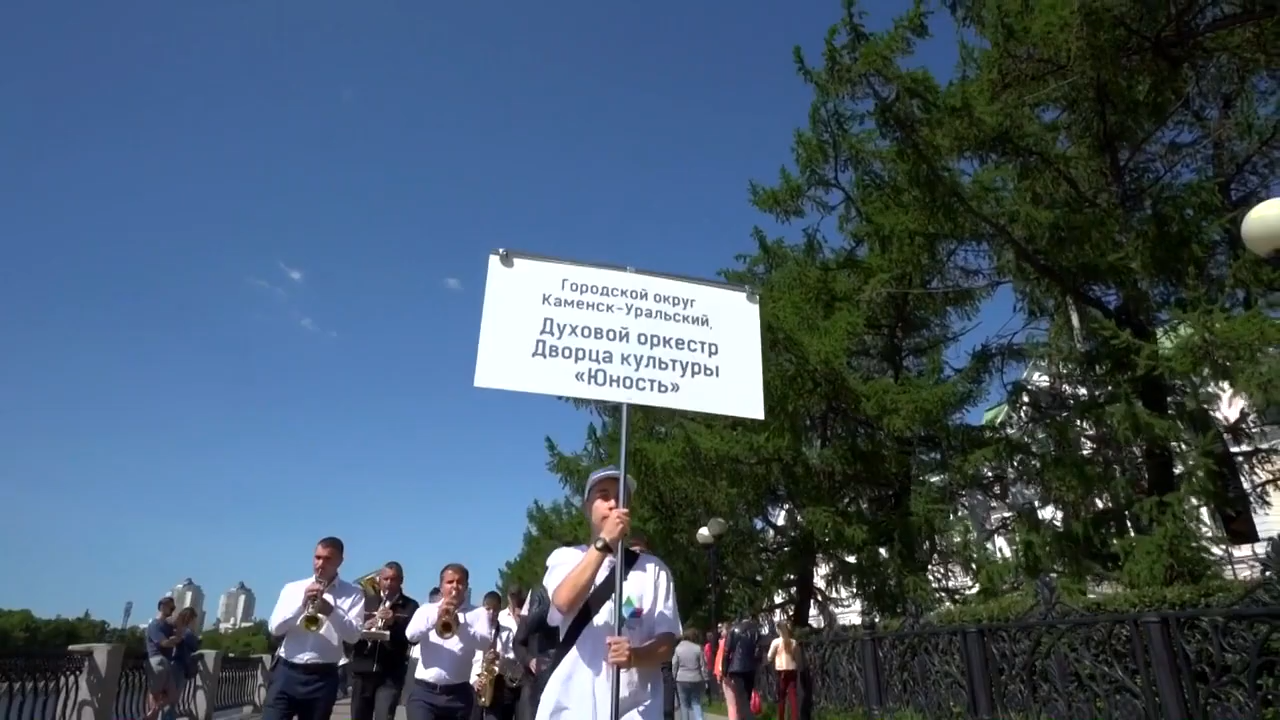 Городской округ
Каменск-Уральский,
Духовой оркестр
Дворца культуры
«Юность»